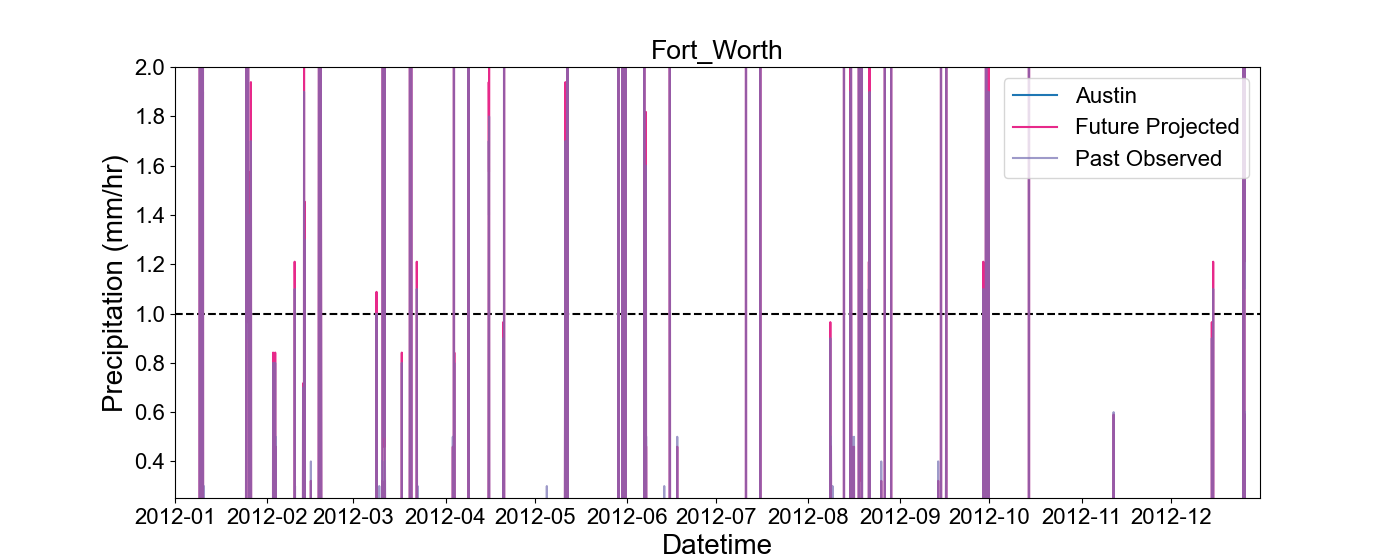 Fort_Worth
Precipitation (mm/hr)
2.0
1.8
1.6
1.4
1.2
1.0
0.8
0.6
0.4
Austin
Future Projected
Past Observed
2012-01 2012-02 2012-03 2012-04 2012-05 2012-06 2012-07 2012-08 2012-09 2012-10 2012-11 2012-12
Datetime